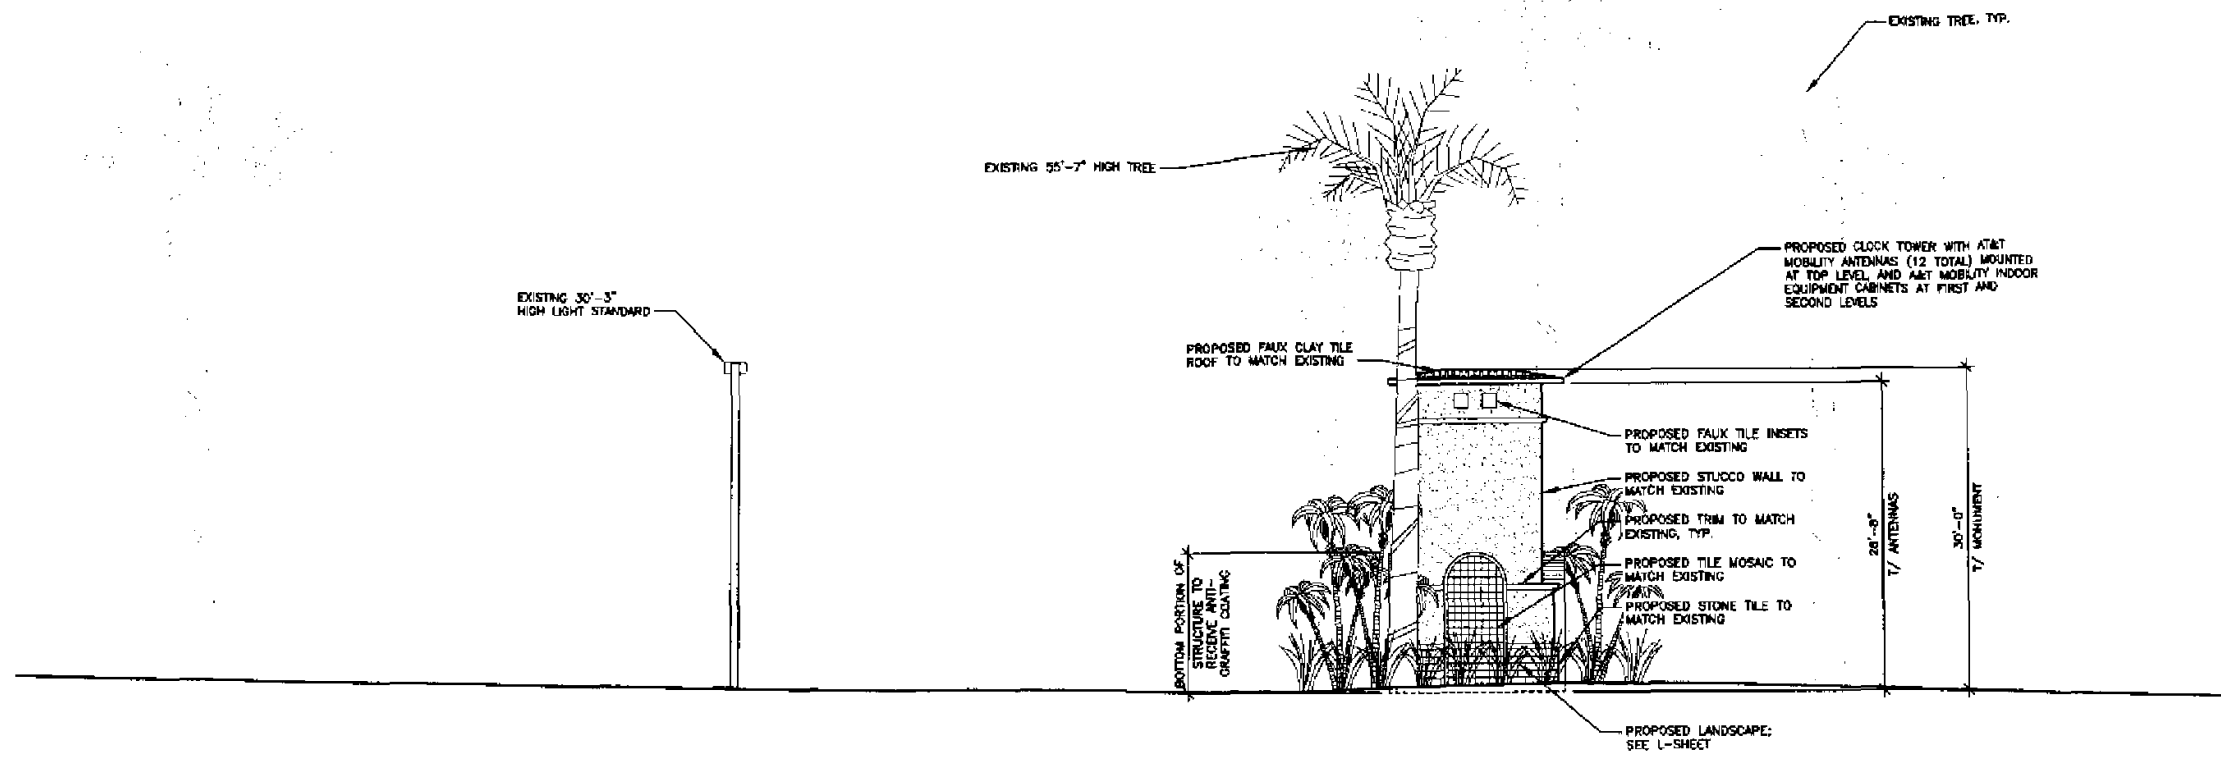 EXISTING TREE, TYP.
EXISTING 55'-7" HIGH TREE
PROPOSED CLOCK TOWER WITH AT&T
MOBILITY ANTENNAS (12 TOTAL) MOUNTED
AT TOP LEVEL, AND A&T MOBILITY INDOOR
EQUIPMENT CABINETS AT FIRST AND
SECOND LEVELS
EXISTING 30'-3"
HIGH LIGHT STANDARD
PROPOSED FAUX CLAY TILE
ROOF TO MATCH EXISTING
PROPOSED FAUX TILE INSETS
TO MATCH EXISTING
PROPOSED STUCCO WALL TO
MATCH EXISTING
PROPOSED TRIM TO MATCH
EXISTING, TYP.
PROPOSED TILE MOSAIC TO
MATCH EXISTING
PROPOSED STONE TILE TO
MATCH EXISTING
28'-8"
T/ ANTENNAS
30'-0"
T/ MONUMENT
BOTTOM PORTION OF
STRUCTURE TO
RECEIVE ANTI-
GRAFFITI COATING
PROPOSED LANDSCAPE;
SEE L-SHEET